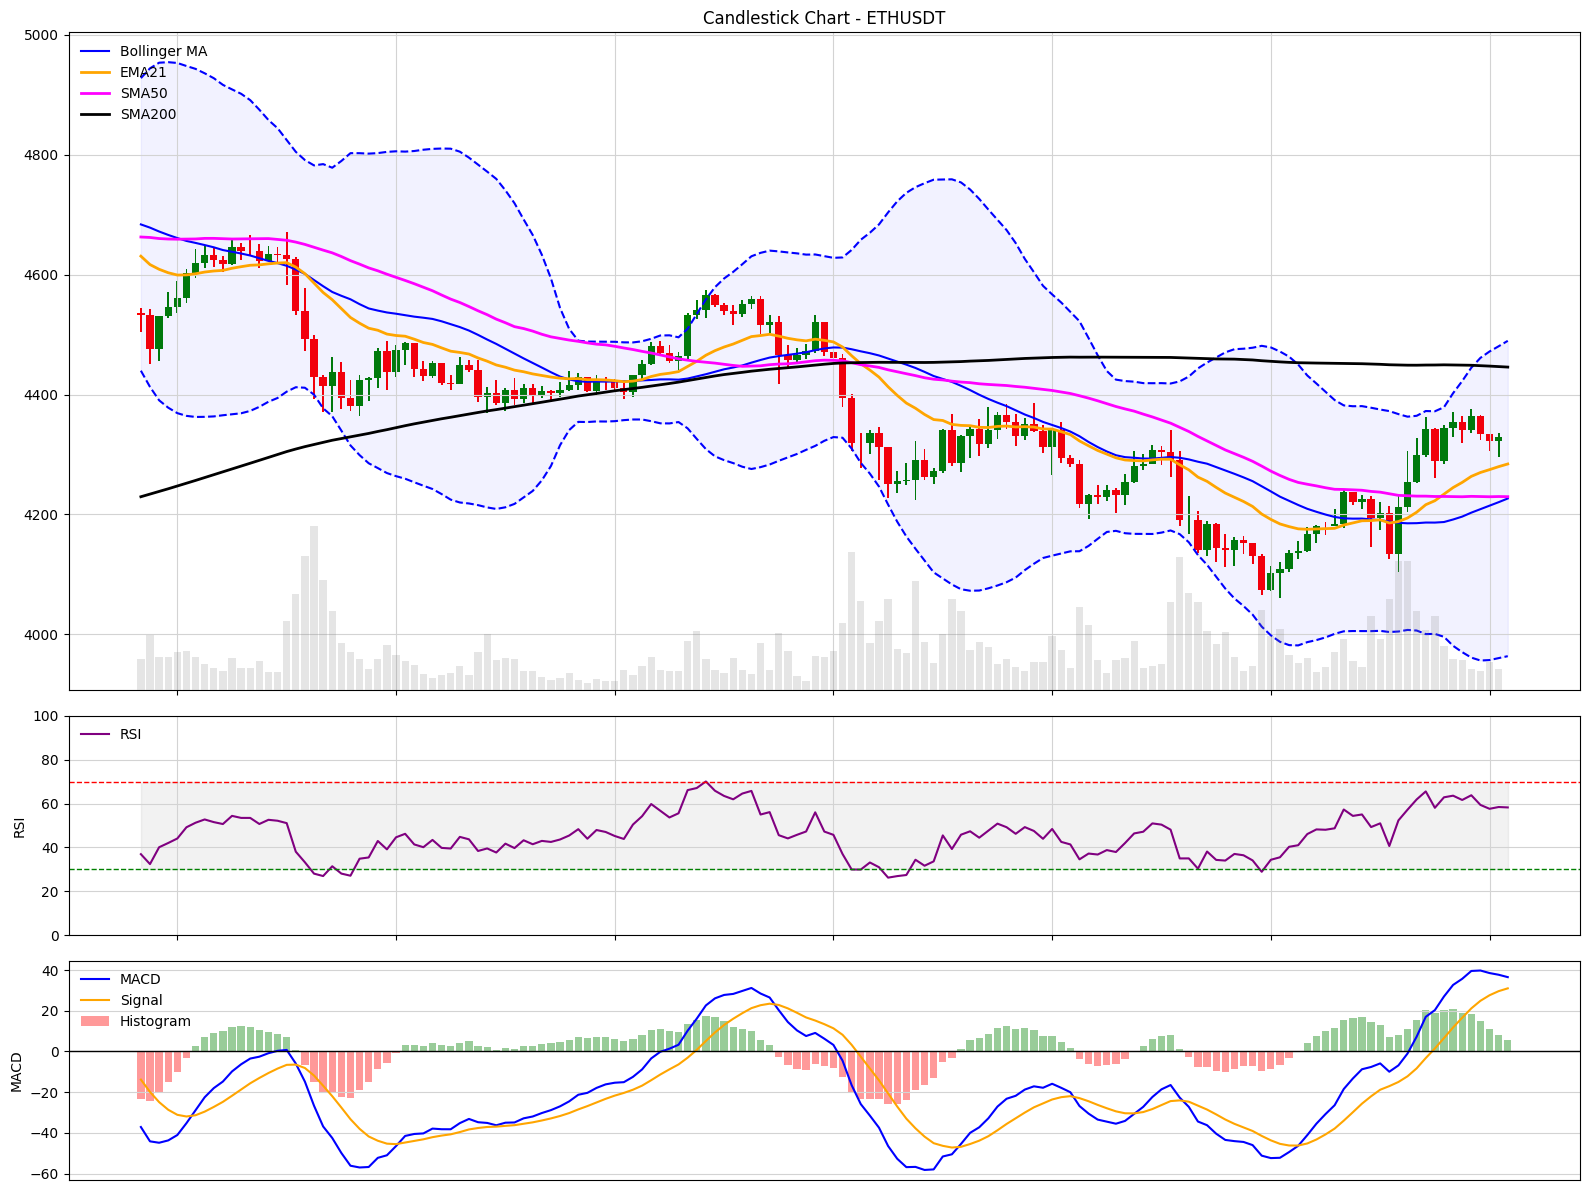 Candlestick Chart - ETHUSDT
5000
4800
4600
4400
4200
4000
Bollinger MA
EMA21
SMA50
SMA200
RSI
100
80
60
40
20
0
RSI
MACD
40
20
0
−20
−40
−60
MACD
Signal
Histogram